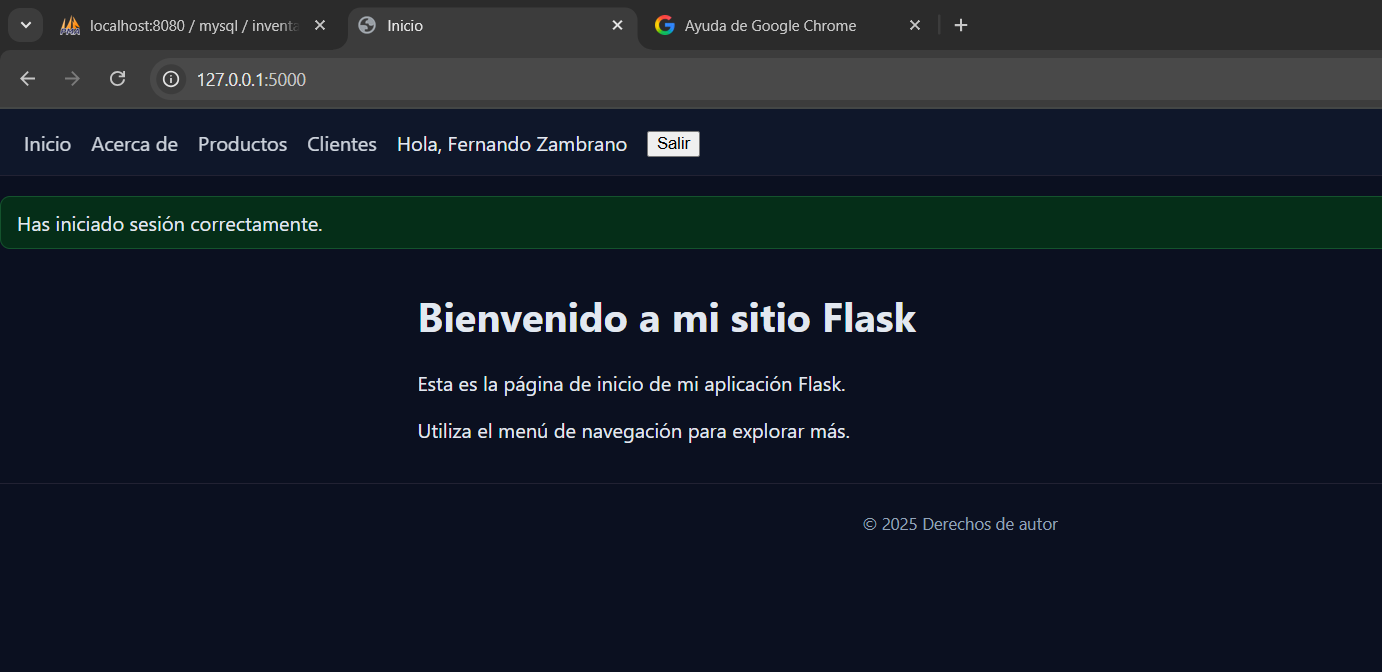 localhost:8080 / mysql / inventa
Inicio
Ayuda de Google Chrome
127.0.0.1:5000
Inicio Acerca de Productos Clientes Hola, Fernando Zambrano Salir
Has iniciado sesión correctamente.
Bienvenido a mi sitio Flask
Esta es la página de inicio de mi aplicación Flask.
Utiliza el menú de navegación para explorar más.
© 2025 Derechos de autor